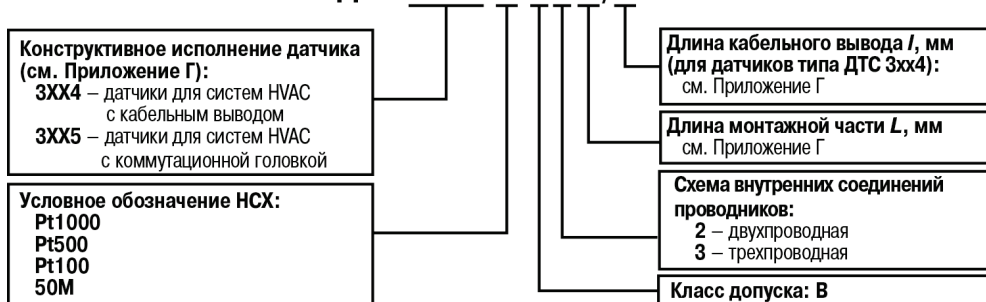 Конструктивное исполнение датчика
(см. Приложение Г):
3ХХ4 – датчики для систем HVAC
с кабельным выводом
3ХХ5 – датчики для систем HVAC
с коммутационной головкой
Условное обозначение НСХ:
Pt1000
Pt500
Pt100
50М
Длина кабельного вывода l, мм
(для датчиков типа ДТС 3хх4):
см. Приложение Г
Длина монтажной части L, мм
см. Приложение Г
Схема внутренних соединений
проводников:
2 – двухпроводная
3 – трехпроводная
Класс допуска: В